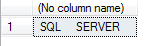 (No column name)
1 SQL   SERVER